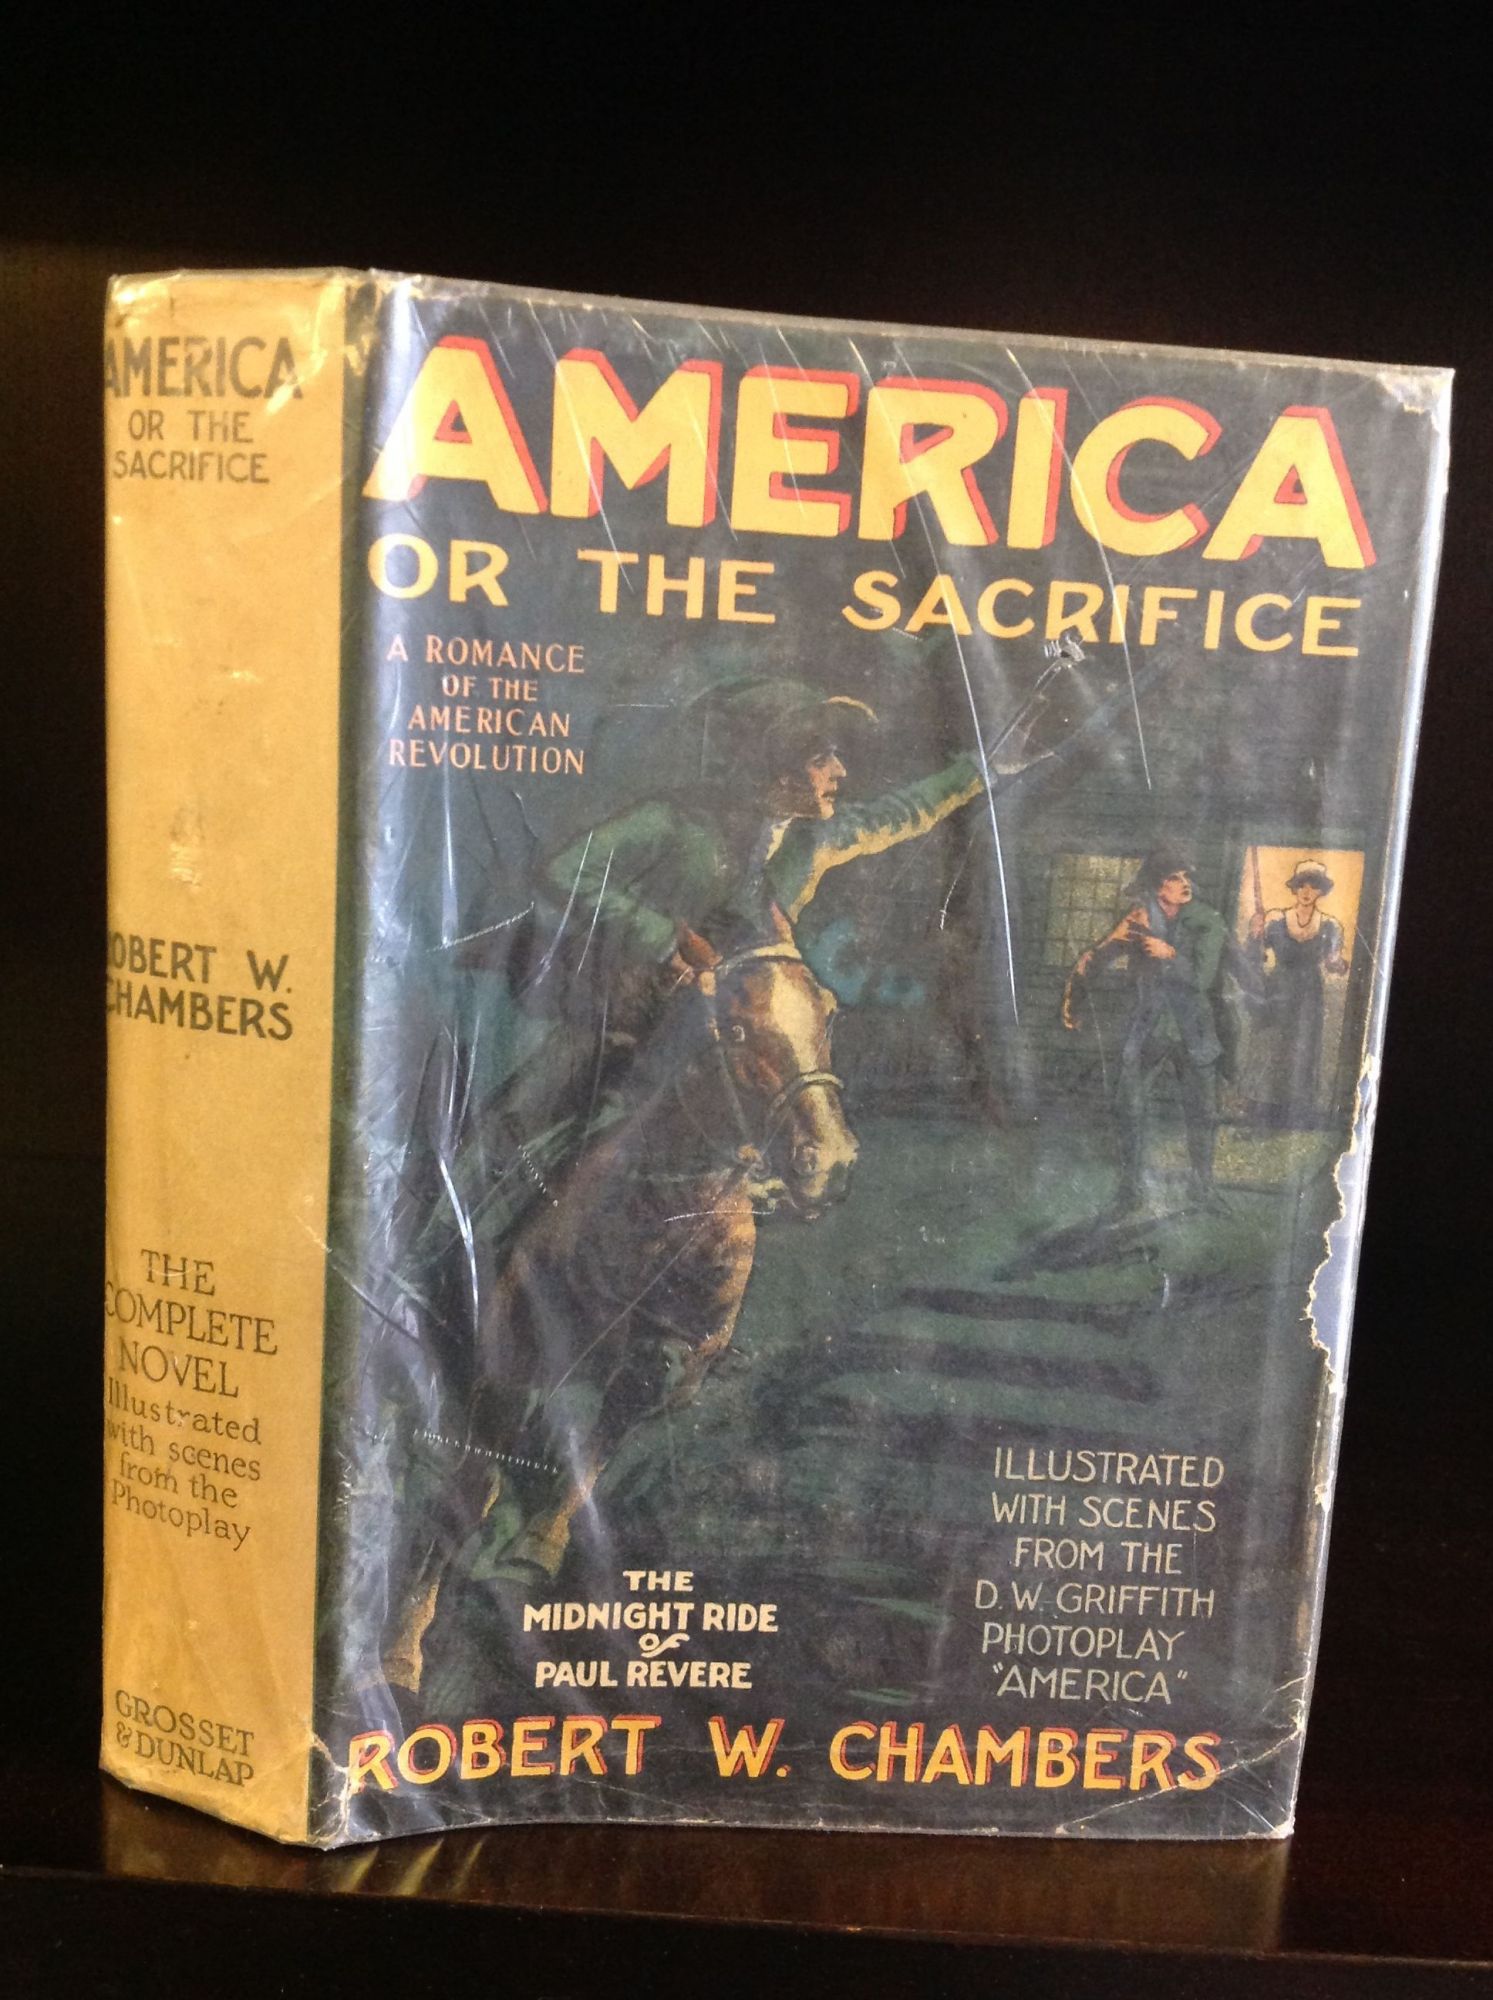 AMERICA
OR THE
SACRIFICE
ROBERT W.
CHAMBERS
THE
COMPLETE
NOVEL
Illustrated
with scenes
from the
Photoplay
GROSSET
& DUNLAP
AMERICA
OR THE SACRIFICE
A ROMANCE
OF THE
AMERICAN
REVOLUTION
ILLUSTRATED
WITH SCENES
FROM THE
D. W. GRIFFITH
PHOTOPLAY
"AMERICA"
THE
MIDNIGHT RIDE
of
PAUL REVERE
ROBERT W. CHAMBERS